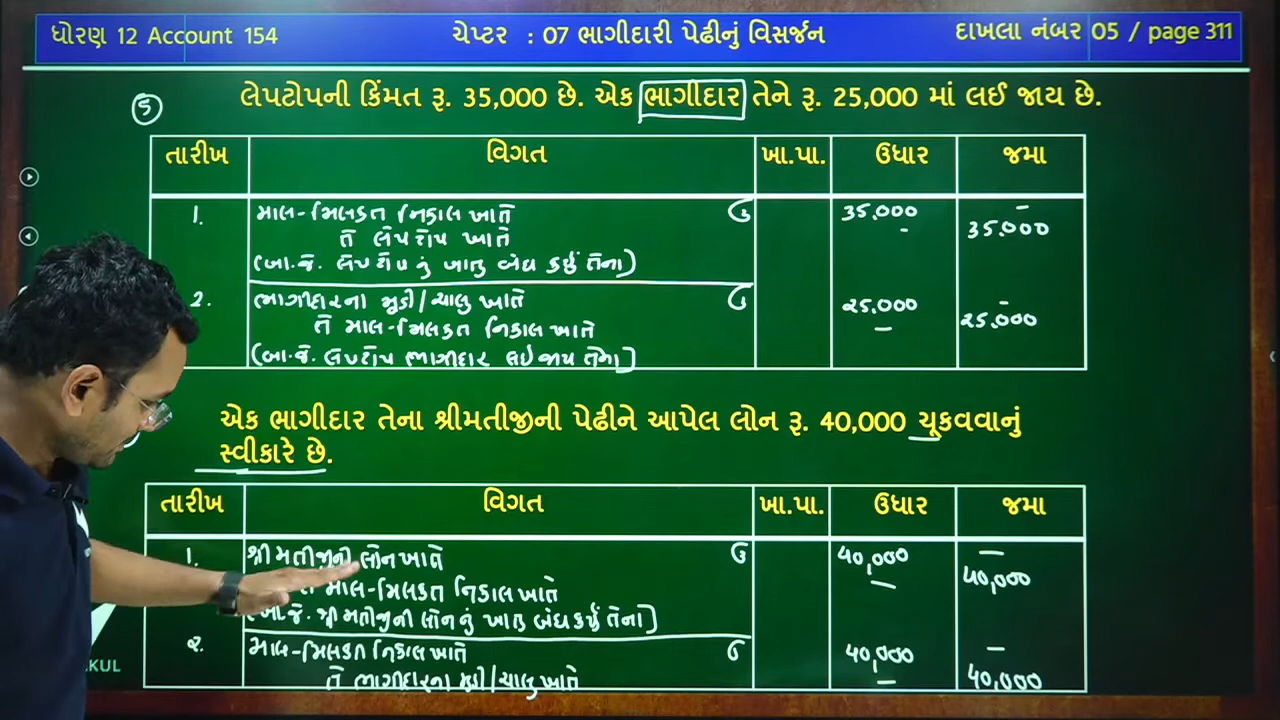 ધોરણ 12 Account 154 ચેપ્ટર : 07 ભાગીદારી પેઢીનું વિસર્જન દાખલા નંબર 05 / page 311
5 લેપટોપની કિંમત રૂ. 35,000 છે. એક ભાગીદાર તેને રૂ. 25,000 માં લઈ જાય છે.
તારીખ વિગત ખા.પા. ઉધાર જમા
1. માલ-મિલકત નિકાલ ખાતે ઉ 35,000 –
તે લેપટોપ ખાતે - 35,000
(બા.જે. લેપટોપનું ખાતુ બંધ કર્યું તેના)
2. ભાગીદારના મૂડી/ચાલુ ખાતે ઉ 25,000 –
તે માલ-મિલકત નિકાલ ખાતે – 25,000
(બા.જે. લેપટોપ ભાગીદાર લઈ જાય તેના)
એક ભાગીદાર તેના શ્રીમતીજીની પેઢીને આપેલ લોન રૂ. 40,000 ચૂકવવાનું
સ્વીકારે છે.
તારીખ વિગત ખા.પા. ઉધાર જમા
1. શ્રીમતીજીની લોન ખાતે ઉ 40,000 –
માલ-મિલકત નિકાલ ખાતે – 40,000
બા.જે. શ્રીમતીજીની લોનનું ખાતુ બંધ કર્યું તેના)
૨. માલ-મિલકત નિકાલ ખાતે ઉ 40,000 –
તે ભાગીદારના મૂડી/ચાલુ ખાતે – 40,000